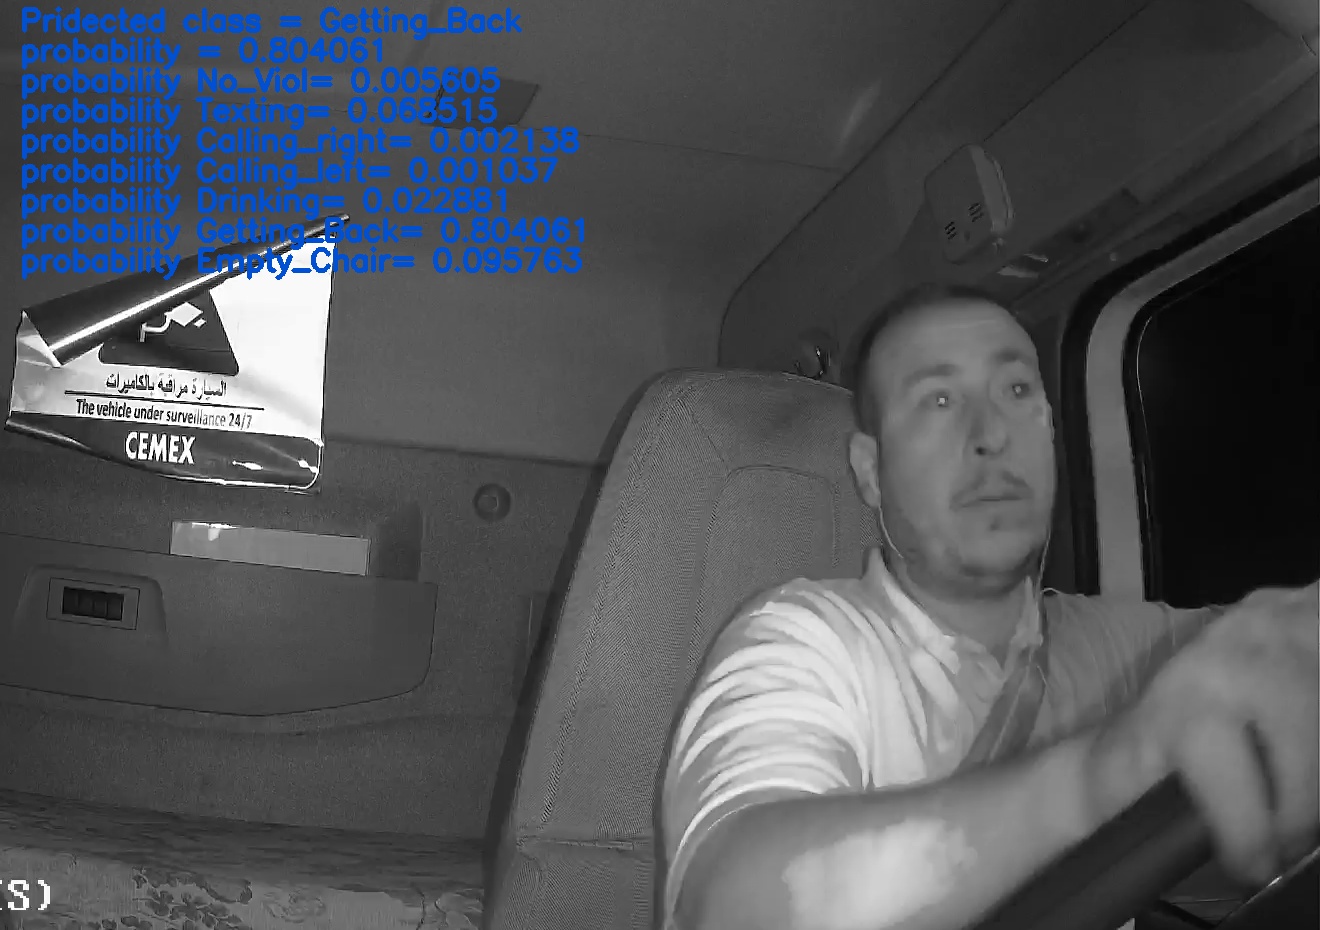 Pridected class = Getting_Back
probability = 0.804061
probability No_Viol= 0.005605
probability Texting= 0.068515
probability Calling_right= 0.002138
probability Calling_left= 0.001037
probability Drinking= 0.022881
probability Getting_Back= 0.804061
probability Empty_Chair= 0.095763
السيارة مراقبة بالكاميرات
The vehicle under surveillance 24/7
CEMEX
S)